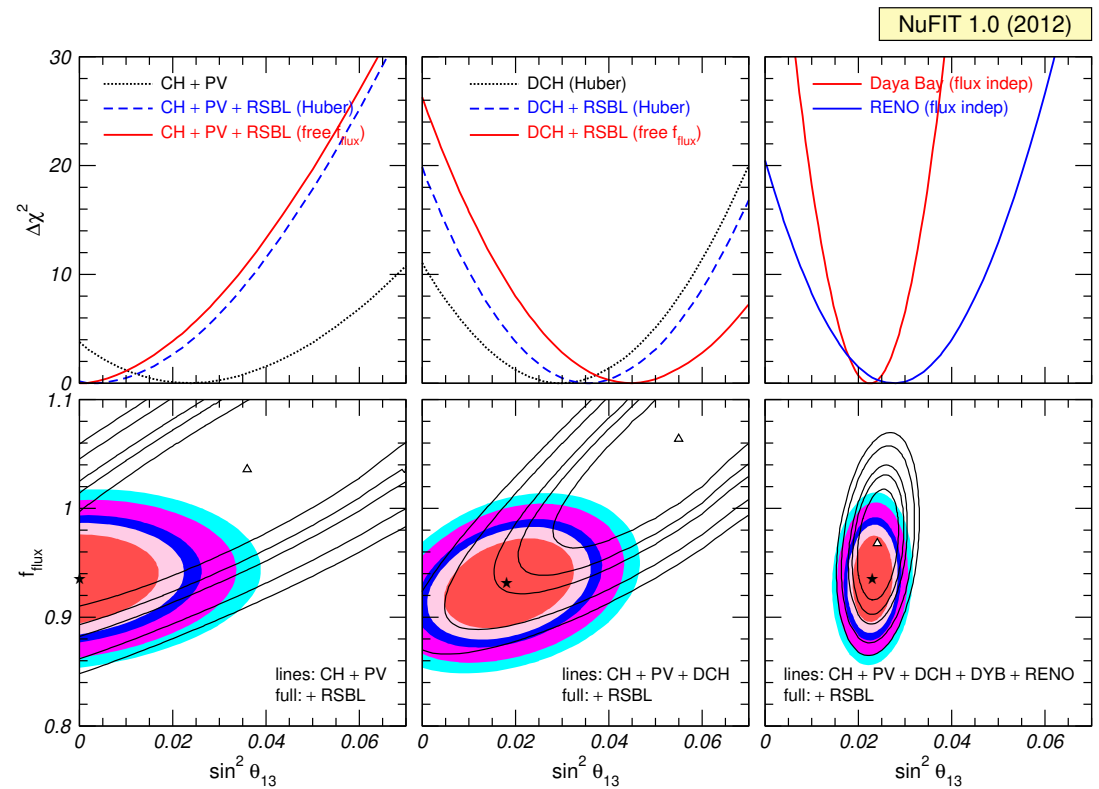 NuFIT 1.0 (2012)
30
20
10
0
Δχ²
CH + PV
CH + PV + RSBL (Huber)
CH + PV + RSBL (free f_flux)
DCH (Huber)
DCH + RSBL (Huber)
DCH + RSBL (free f_flux)
Daya Bay (flux indep)
RENO (flux indep)
1.1
1
0.9
0.8
f_flux
lines: CH + PV
full: + RSBL
lines: CH + PV + DCH
full: + RSBL
lines: CH + PV + DCH + DYB + RENO
full: + RSBL
0 0.02 0.04 0.06
0 0.02 0.04 0.06
0 0.02 0.04 0.06
sin² θ₁₃
sin² θ₁₃
sin² θ₁₃